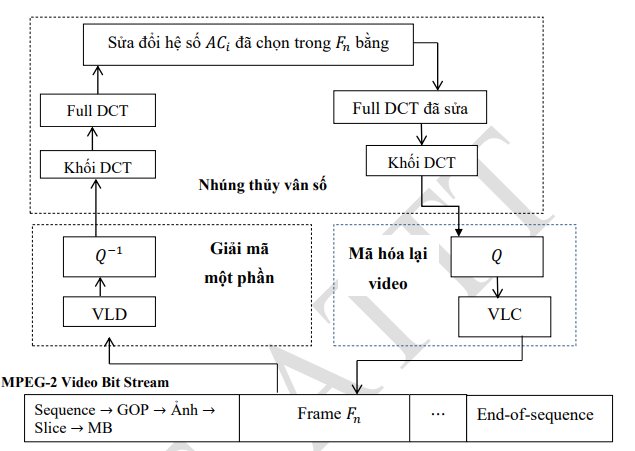 Sửa đổi hệ số $AC_i$ đã chọn trong $F_n$ bằng
Full DCT
Full DCT đã sửa
Khối DCT
Khối DCT
Nhúng thủy vân số
Giải mã
một phần
Mã hóa lại
video
$Q^{-1}$
$Q$
VLD
VLC
MPEG-2 Video Bit Stream
Sequence → GOP → Ảnh →
Slice → MB
Frame $F_n$
⋯
End-of-sequence